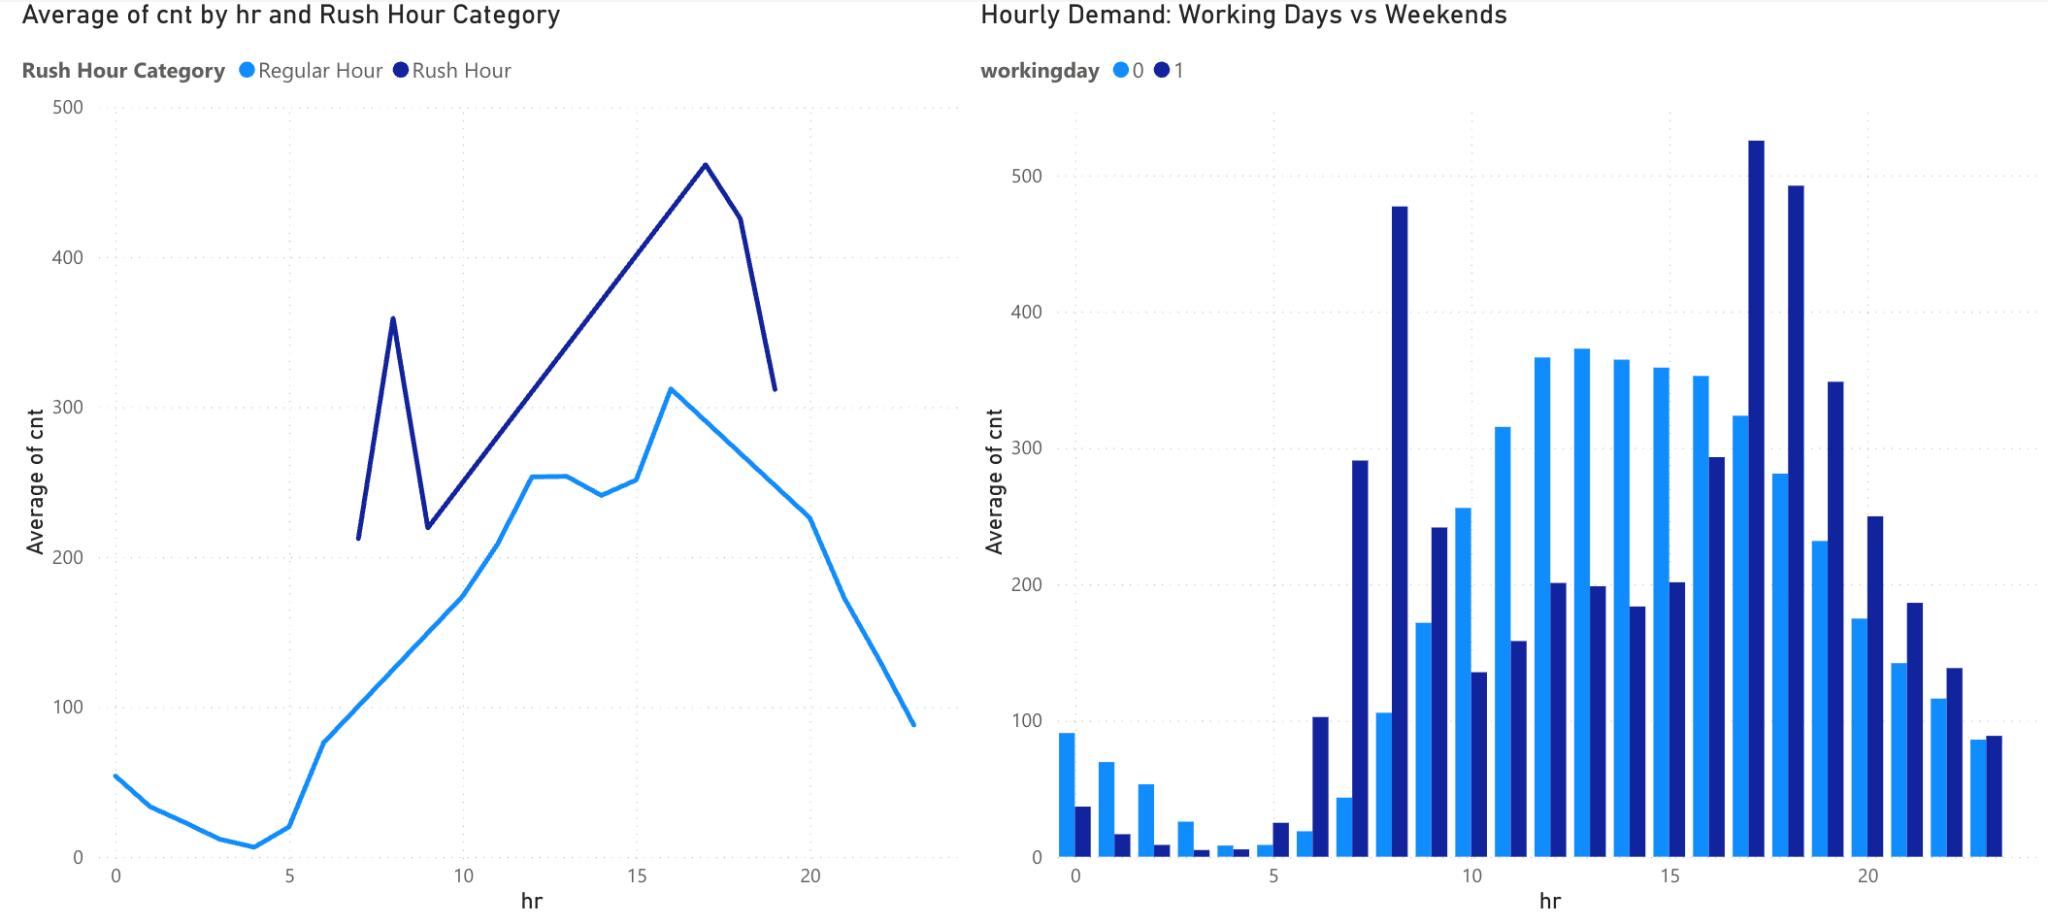 Average of cnt by hr and Rush Hour Category
Rush Hour Category Regular Hour Rush Hour
500
400
300
200
100
0
Average of cnt
0 5 10 15 20
hr
Hourly Demand: Working Days vs Weekends
workingday 0 1
500
400
300
200
100
0
Average of cnt
0 5 10 15 20
hr